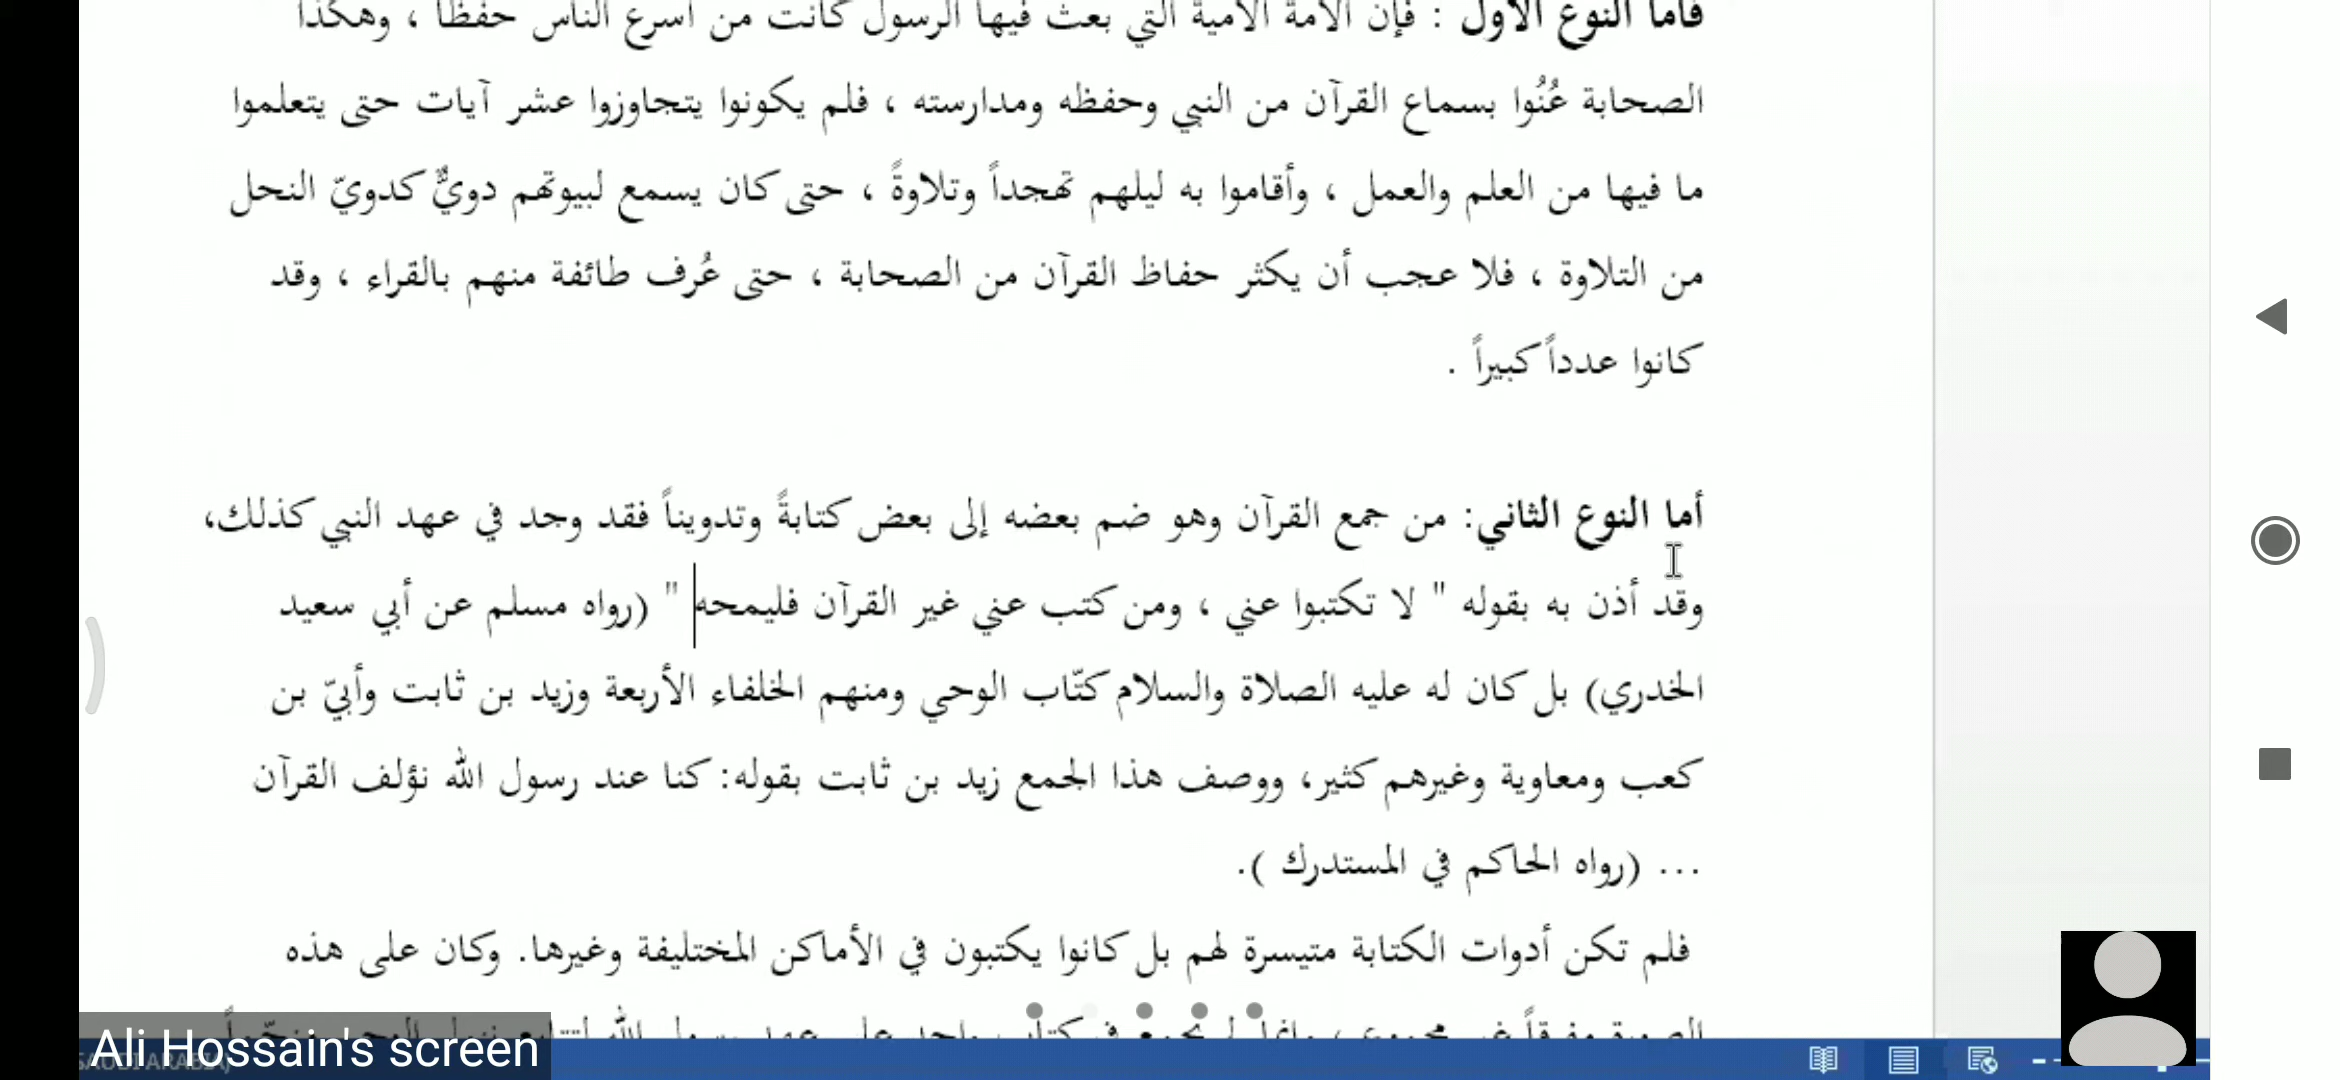 فأما النوع الأول : فإن الأمة الأمية التي بعث فيها الرسول كانت من أسرع الناس حفظاً ، وهكذا
الصحابة عُنُوا بسماع القرآن من النبي وحفظه ومدارسته ، فلم يكونوا يتجاوزوا عشر آيات حتى يتعلموا
ما فيها من العلم والعمل ، وأقاموا به ليلهم تهجداً وتلاوةً ، حتى كان يسمع لبيوتهم دويٌّ كدويّ النحل
من التلاوة ، فلا عجب أن يكثر حفاظ القرآن من الصحابة ، حتى عُرف طائفة منهم بالقراء ، وقد
كانوا عدداً كبيراً .
أما النوع الثاني: من جمع القرآن وهو ضم بعضه إلى بعض كتابةً وتدويناً فقد وجد في عهد النبي كذلك،
وقد أذن به بقوله " لا تكتبوا عني ، ومن كتب عني غير القرآن فليمحه " (رواه مسلم عن أبي سعيد
الخدري) بل كان له عليه الصلاة والسلام كتّاب الوحي ومنهم الخلفاء الأربعة وزيد بن ثابت وأبيّ بن
كعب ومعاوية وغيرهم كثير، ووصف هذا الجمع زيد بن ثابت بقوله: كنا عند رسول الله نؤلف القرآن
... (رواه الحاكم في المستدرك ).
فلم تكن أدوات الكتابة متيسرة لهم بل كانوا يكتبون في الأماكن المختليفة وغيرها. وكان على هذه
Ali Hossain's screen